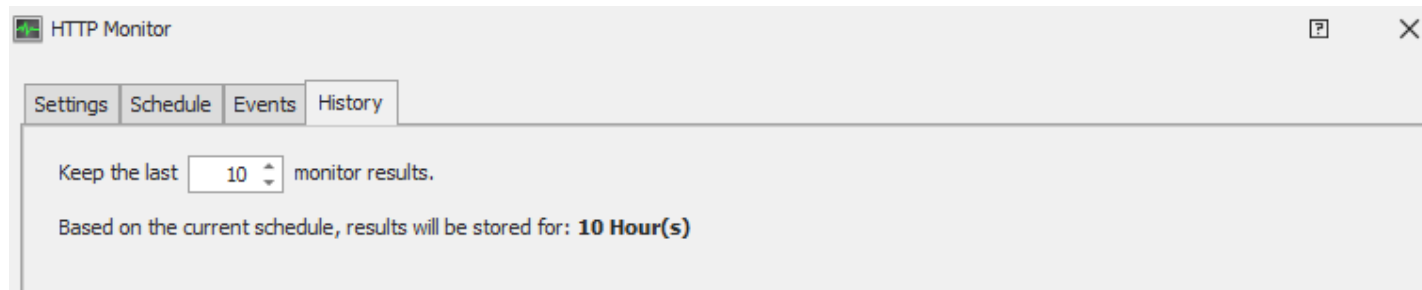 HTTP Monitor ?
Settings Schedule Events History
Keep the last 10 monitor results.
Based on the current schedule, results will be stored for: 10 Hour(s)